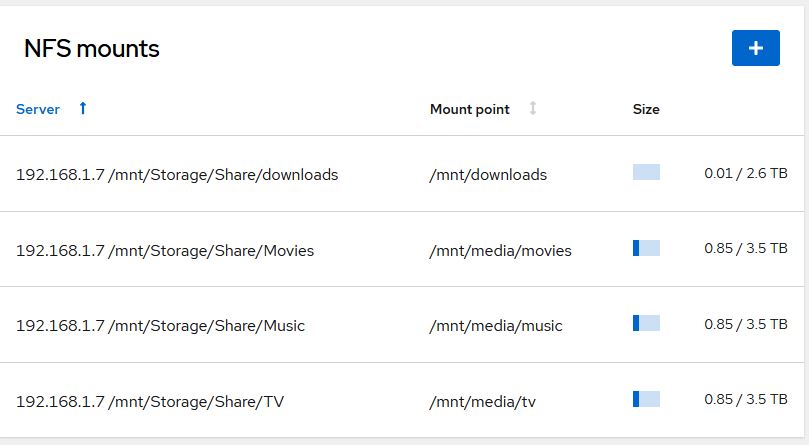 NFS mounts
Server Mount point Size
192.168.1.7 /mnt/Storage/Share/downloads /mnt/downloads 0.01 / 2.6 TB
192.168.1.7 /mnt/Storage/Share/Movies /mnt/media/movies 0.85 / 3.5 TB
192.168.1.7 /mnt/Storage/Share/Music /mnt/media/music 0.85 / 3.5 TB
192.168.1.7 /mnt/Storage/Share/TV /mnt/media/tv 0.85 / 3.5 TB